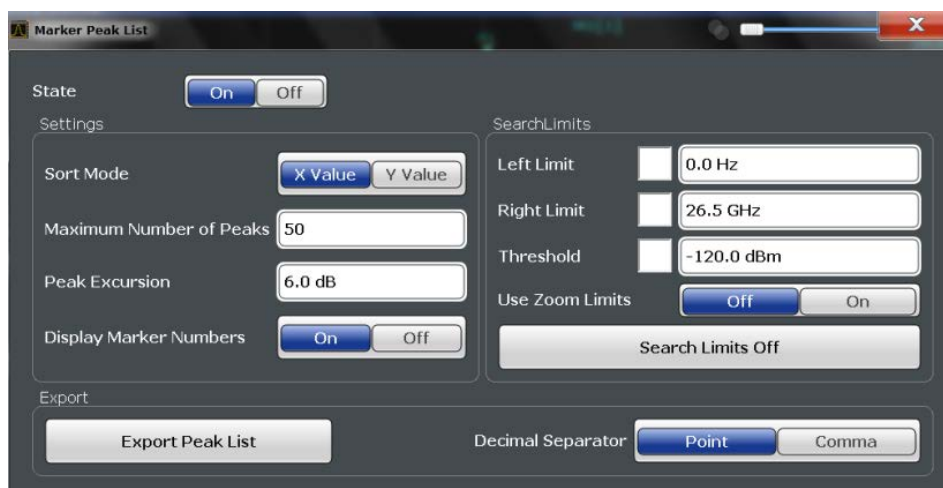 Marker Peak List
X
State On Off
Settings
Sort Mode X Value Y Value
Maximum Number of Peaks 50
Peak Excursion 6.0 dB
Display Marker Numbers On Off
SearchLimits
Left Limit 0.0 Hz
Right Limit 26.5 GHz
Threshold -120.0 dBm
Use Zoom Limits Off On
Search Limits Off
Export
Export Peak List
Decimal Separator Point Comma